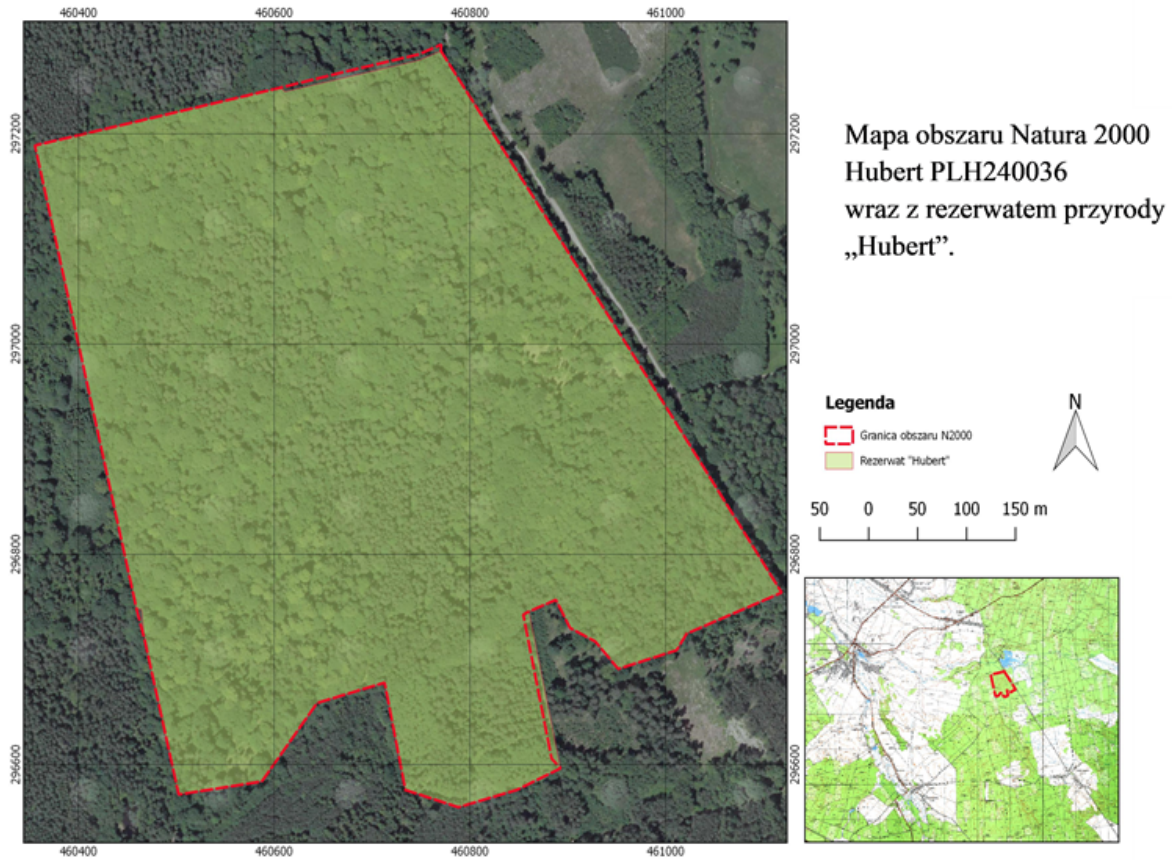 460400 460600 460800 461000
297200 297200
297000 297000
296800 296800
296600 296600
460400 460600 460800 461000
Mapa obszaru Natura 2000
Hubert PLH240036
wraz z rezerwatem przyrody
„Hubert”.
Legenda
Granica obszaru N2000
Rezerwat "Hubert"
N
50 0 50 100 150 m